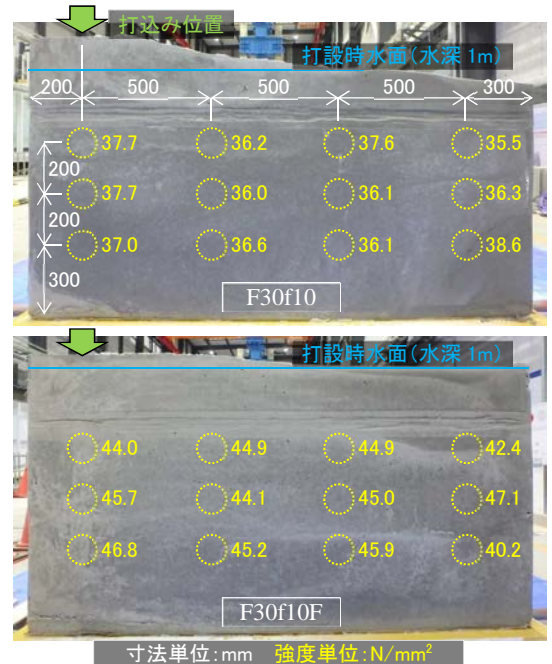 打込み位置
打設時水面(水深 1m)
200 500 500 500 300
37.7 36.2 37.6 35.5
200
37.7 36.0 36.1 36.3
200
37.0 36.6 36.1 38.6
300
F30f10
打設時水面(水深 1m)
44.0 44.9 44.9 42.4
45.7 44.1 45.0 47.1
46.8 45.2 45.9 40.2
F30f10F
寸法単位:mm 強度単位:N/mm²